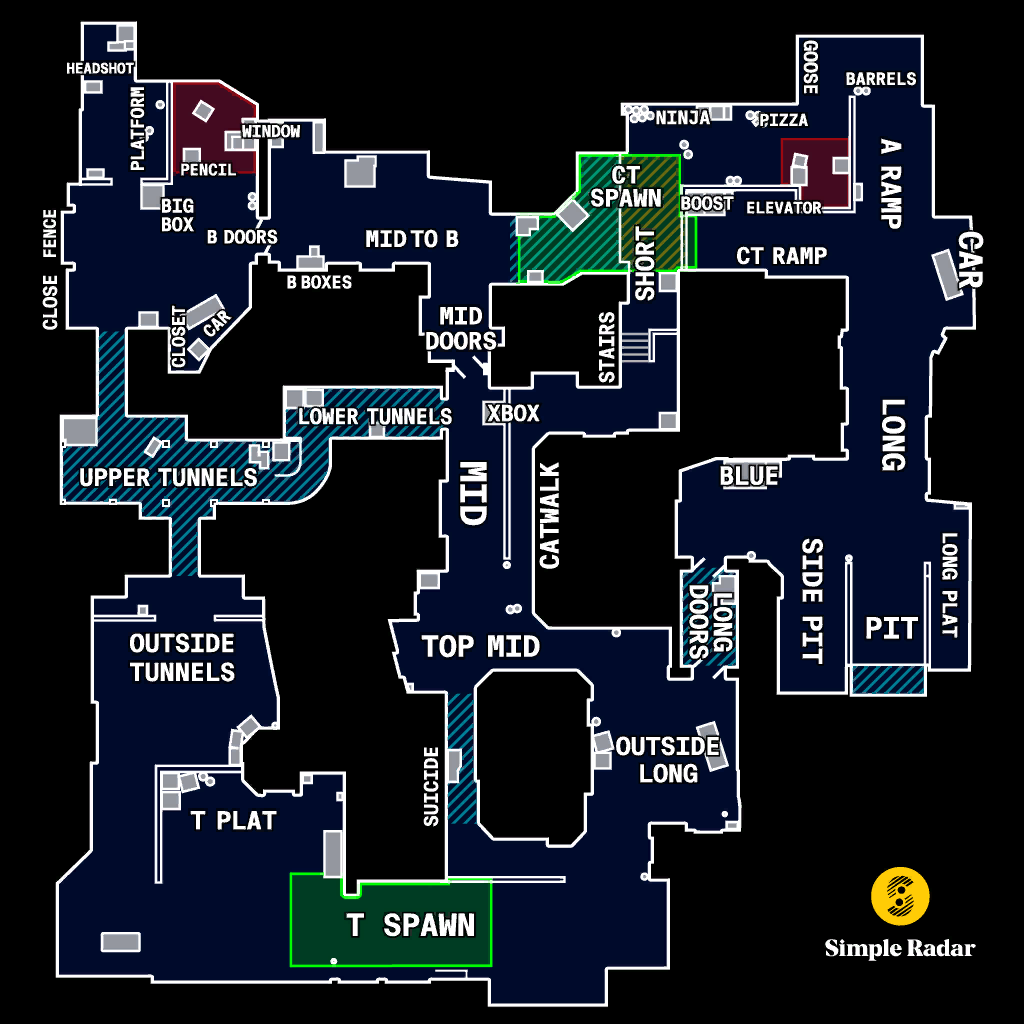 HEADSHOT
GOOSE
BARRELS
PLATFORM
WINDOW
NINJA
PIZZA
PENCIL
CT
SPAWN
A RAMP
BIG
BOX
BOOST
ELEVATOR
FENCE
B DOORS
MID TO B
SHORT
CT RAMP
CAR
B BOXES
CLOSE
CLOSET
CAR
MID
DOORS
STAIRS
LOWER TUNNELS
XBOX
LONG
UPPER TUNNELS
MID
CATWALK
BLUE
SIDE PIT
LONG PLAT
LONG
DOORS
PIT
OUTSIDE
TUNNELS
TOP MID
OUTSIDE
LONG
SUICIDE
T PLAT
T SPAWN
Simple Radar